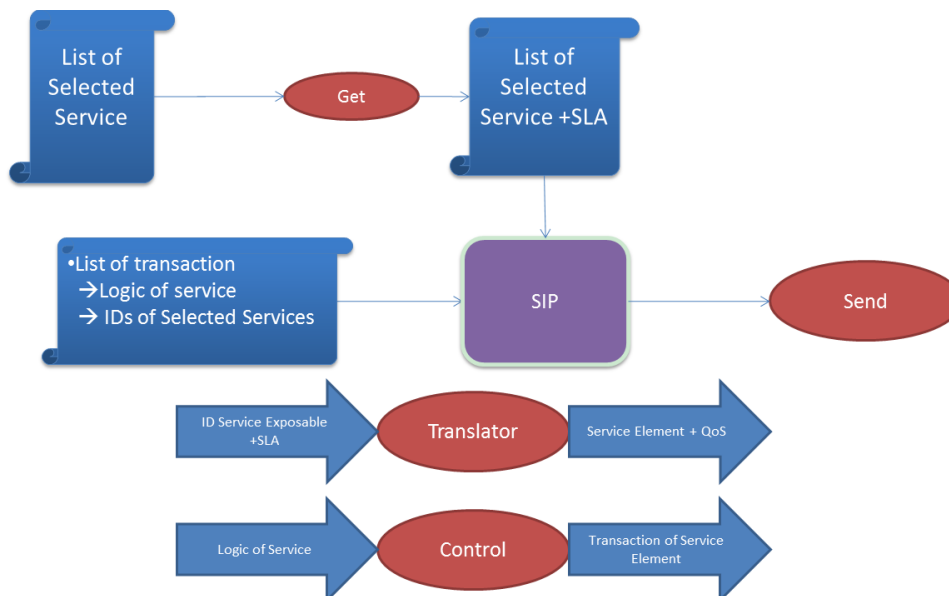 List of
Selected
Service
Get
List of
Selected
Service +SLA
•List of transaction
→Logic of service
→ IDs of Selected Services
SIP
Send
ID Service Exposable
+SLA
Translator
Service Element + QoS
Logic of Service
Control
Transaction of Service
Element